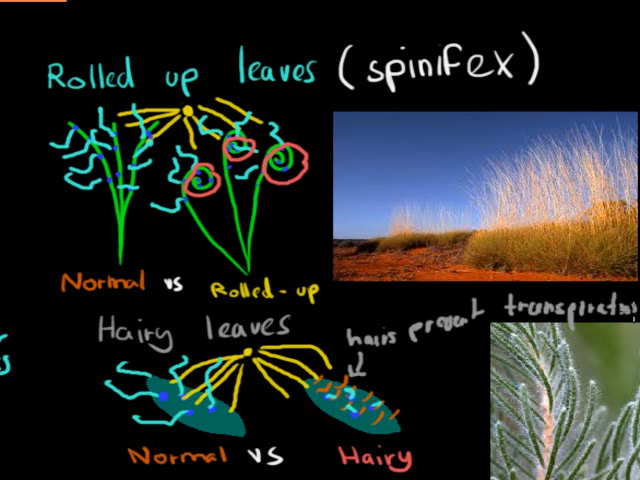 Rolled up leaves (spinifex)
Normal vs Rolled-up
Hairy leaves
hairs prevent transpiration
Normal vs Hairy